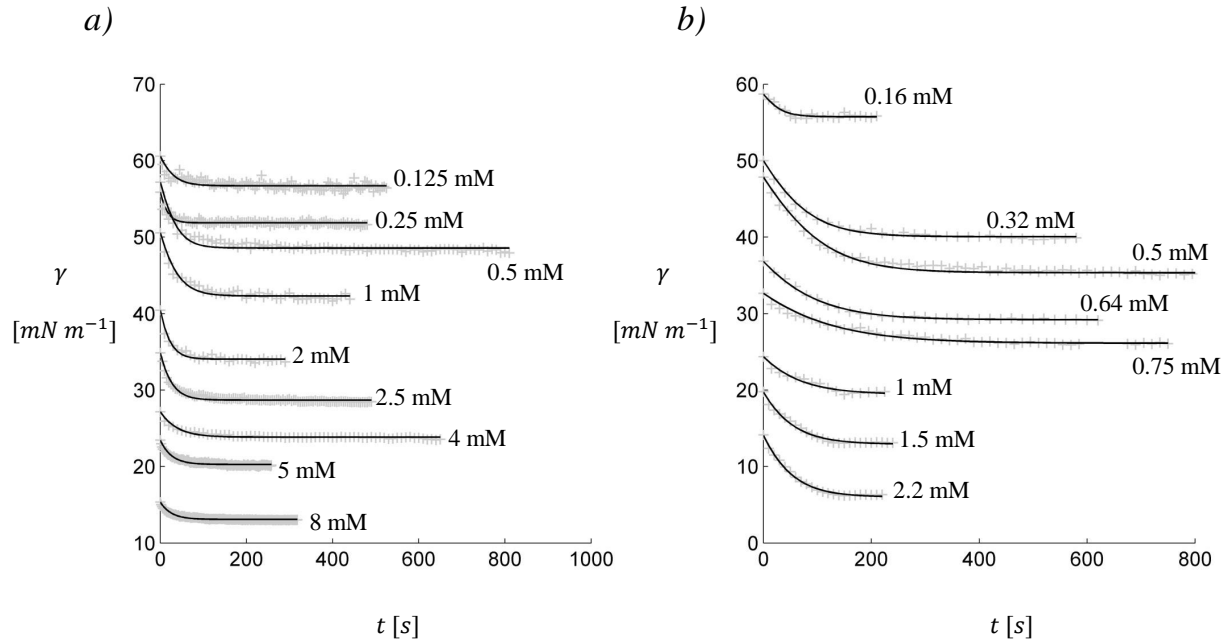 a)
70
60
50
40
30
20
10
0 200 400 600 800 1000
γ
[mN m⁻¹]
t [s]
0.125 mM
0.25 mM
0.5 mM
1 mM
2 mM
2.5 mM
4 mM
5 mM
8 mM
b)
60
50
40
30
20
10
0
0 200 400 600 800
γ
[mN m⁻¹]
t [s]
0.16 mM
0.32 mM
0.5 mM
0.64 mM
0.75 mM
1 mM
1.5 mM
2.2 mM